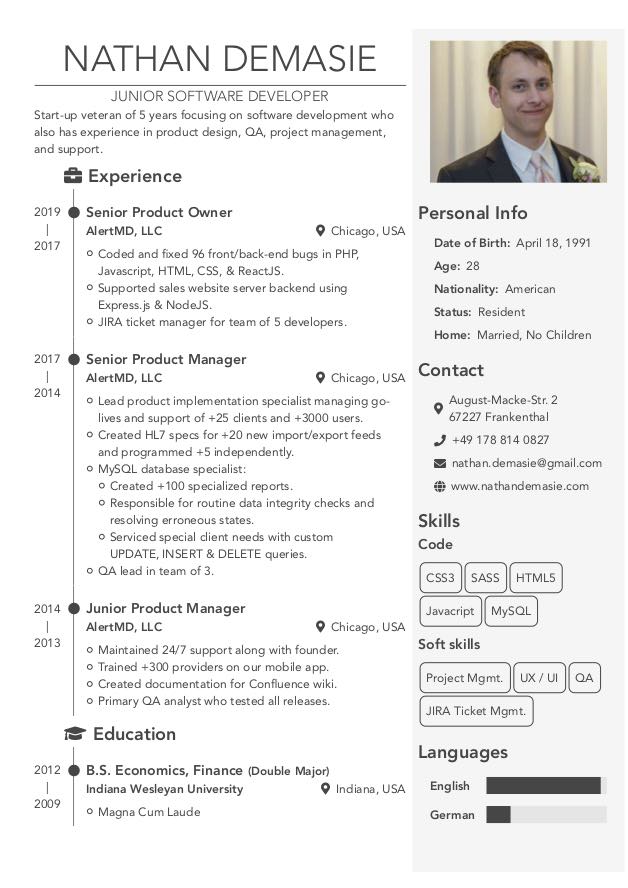 NATHAN DEMASIE
JUNIOR SOFTWARE DEVELOPER
Start-up veteran of 5 years focusing on software development who
also has experience in product design, QA, project management,
and support.
Experience
2019
|
2017
Senior Product Owner
AlertMD, LLC Chicago, USA
Coded and fixed 96 front/back-end bugs in PHP,
Javascript, HTML, CSS, & ReactJS.
Supported sales website server backend using
Express.js & NodeJS.
JIRA ticket manager for team of 5 developers.
2017
|
2014
Senior Product Manager
AlertMD, LLC Chicago, USA
Lead product implementation specialist managing go-
lives and support of +25 clients and +3000 users.
Created HL7 specs for +20 new import/export feeds
and programmed +5 independently.
MySQL database specialist:
Created +100 specialized reports.
Responsible for routine data integrity checks and
resolving erroneous states.
Serviced special client needs with custom
UPDATE, INSERT & DELETE queries.
QA lead in team of 3.
2014
|
2013
Junior Product Manager
AlertMD, LLC Chicago, USA
Maintained 24/7 support along with founder.
Trained +300 providers on our mobile app.
Created documentation for Confluence wiki.
Primary QA analyst who tested all releases.
Education
2012
|
2009
B.S. Economics, Finance (Double Major)
Indiana Wesleyan University Indiana, USA
Magna Cum Laude
Personal Info
Date of Birth: April 18, 1991
Age: 28
Nationality: American
Status: Resident
Home: Married, No Children
Contact
August-Macke-Str. 2
67227 Frankenthal
+49 178 814 0827
nathan.demasie@gmail.com
www.nathandemasie.com
Skills
Code
CSS3 SASS HTML5
Javacript MySQL
Soft skills
Project Mgmt. UX / UI QA
JIRA Ticket Mgmt.
Languages
English
German